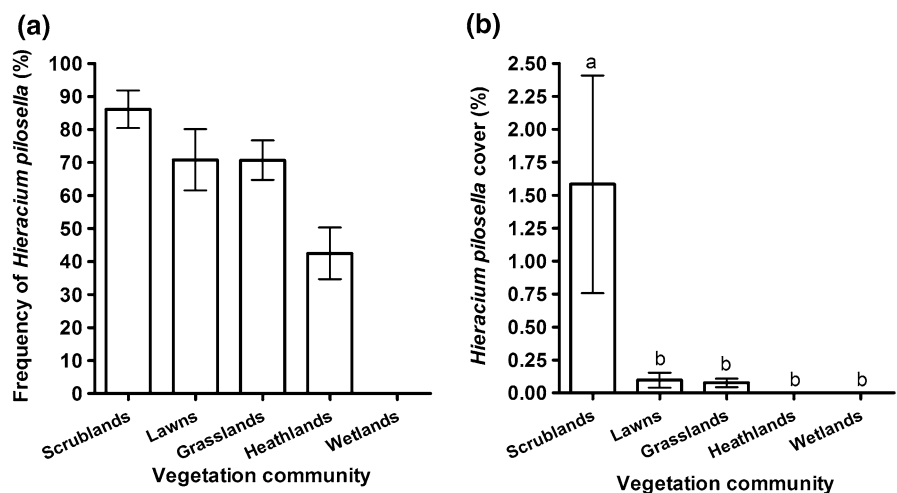 (a)
Frequency of Hieracium pilosella (%)
100
90
80
70
60
50
40
30
20
10
0
Scrublands
Lawns
Grasslands
Heathlands
Wetlands
Vegetation community
(b)
Hieracium pilosella cover (%)
2.50
2.25
2.00
1.75
1.50
1.25
1.00
0.75
0.50
0.25
0.00
a
b
b
b
b
Scrublands
Lawns
Grasslands
Heathlands
Wetlands
Vegetation community